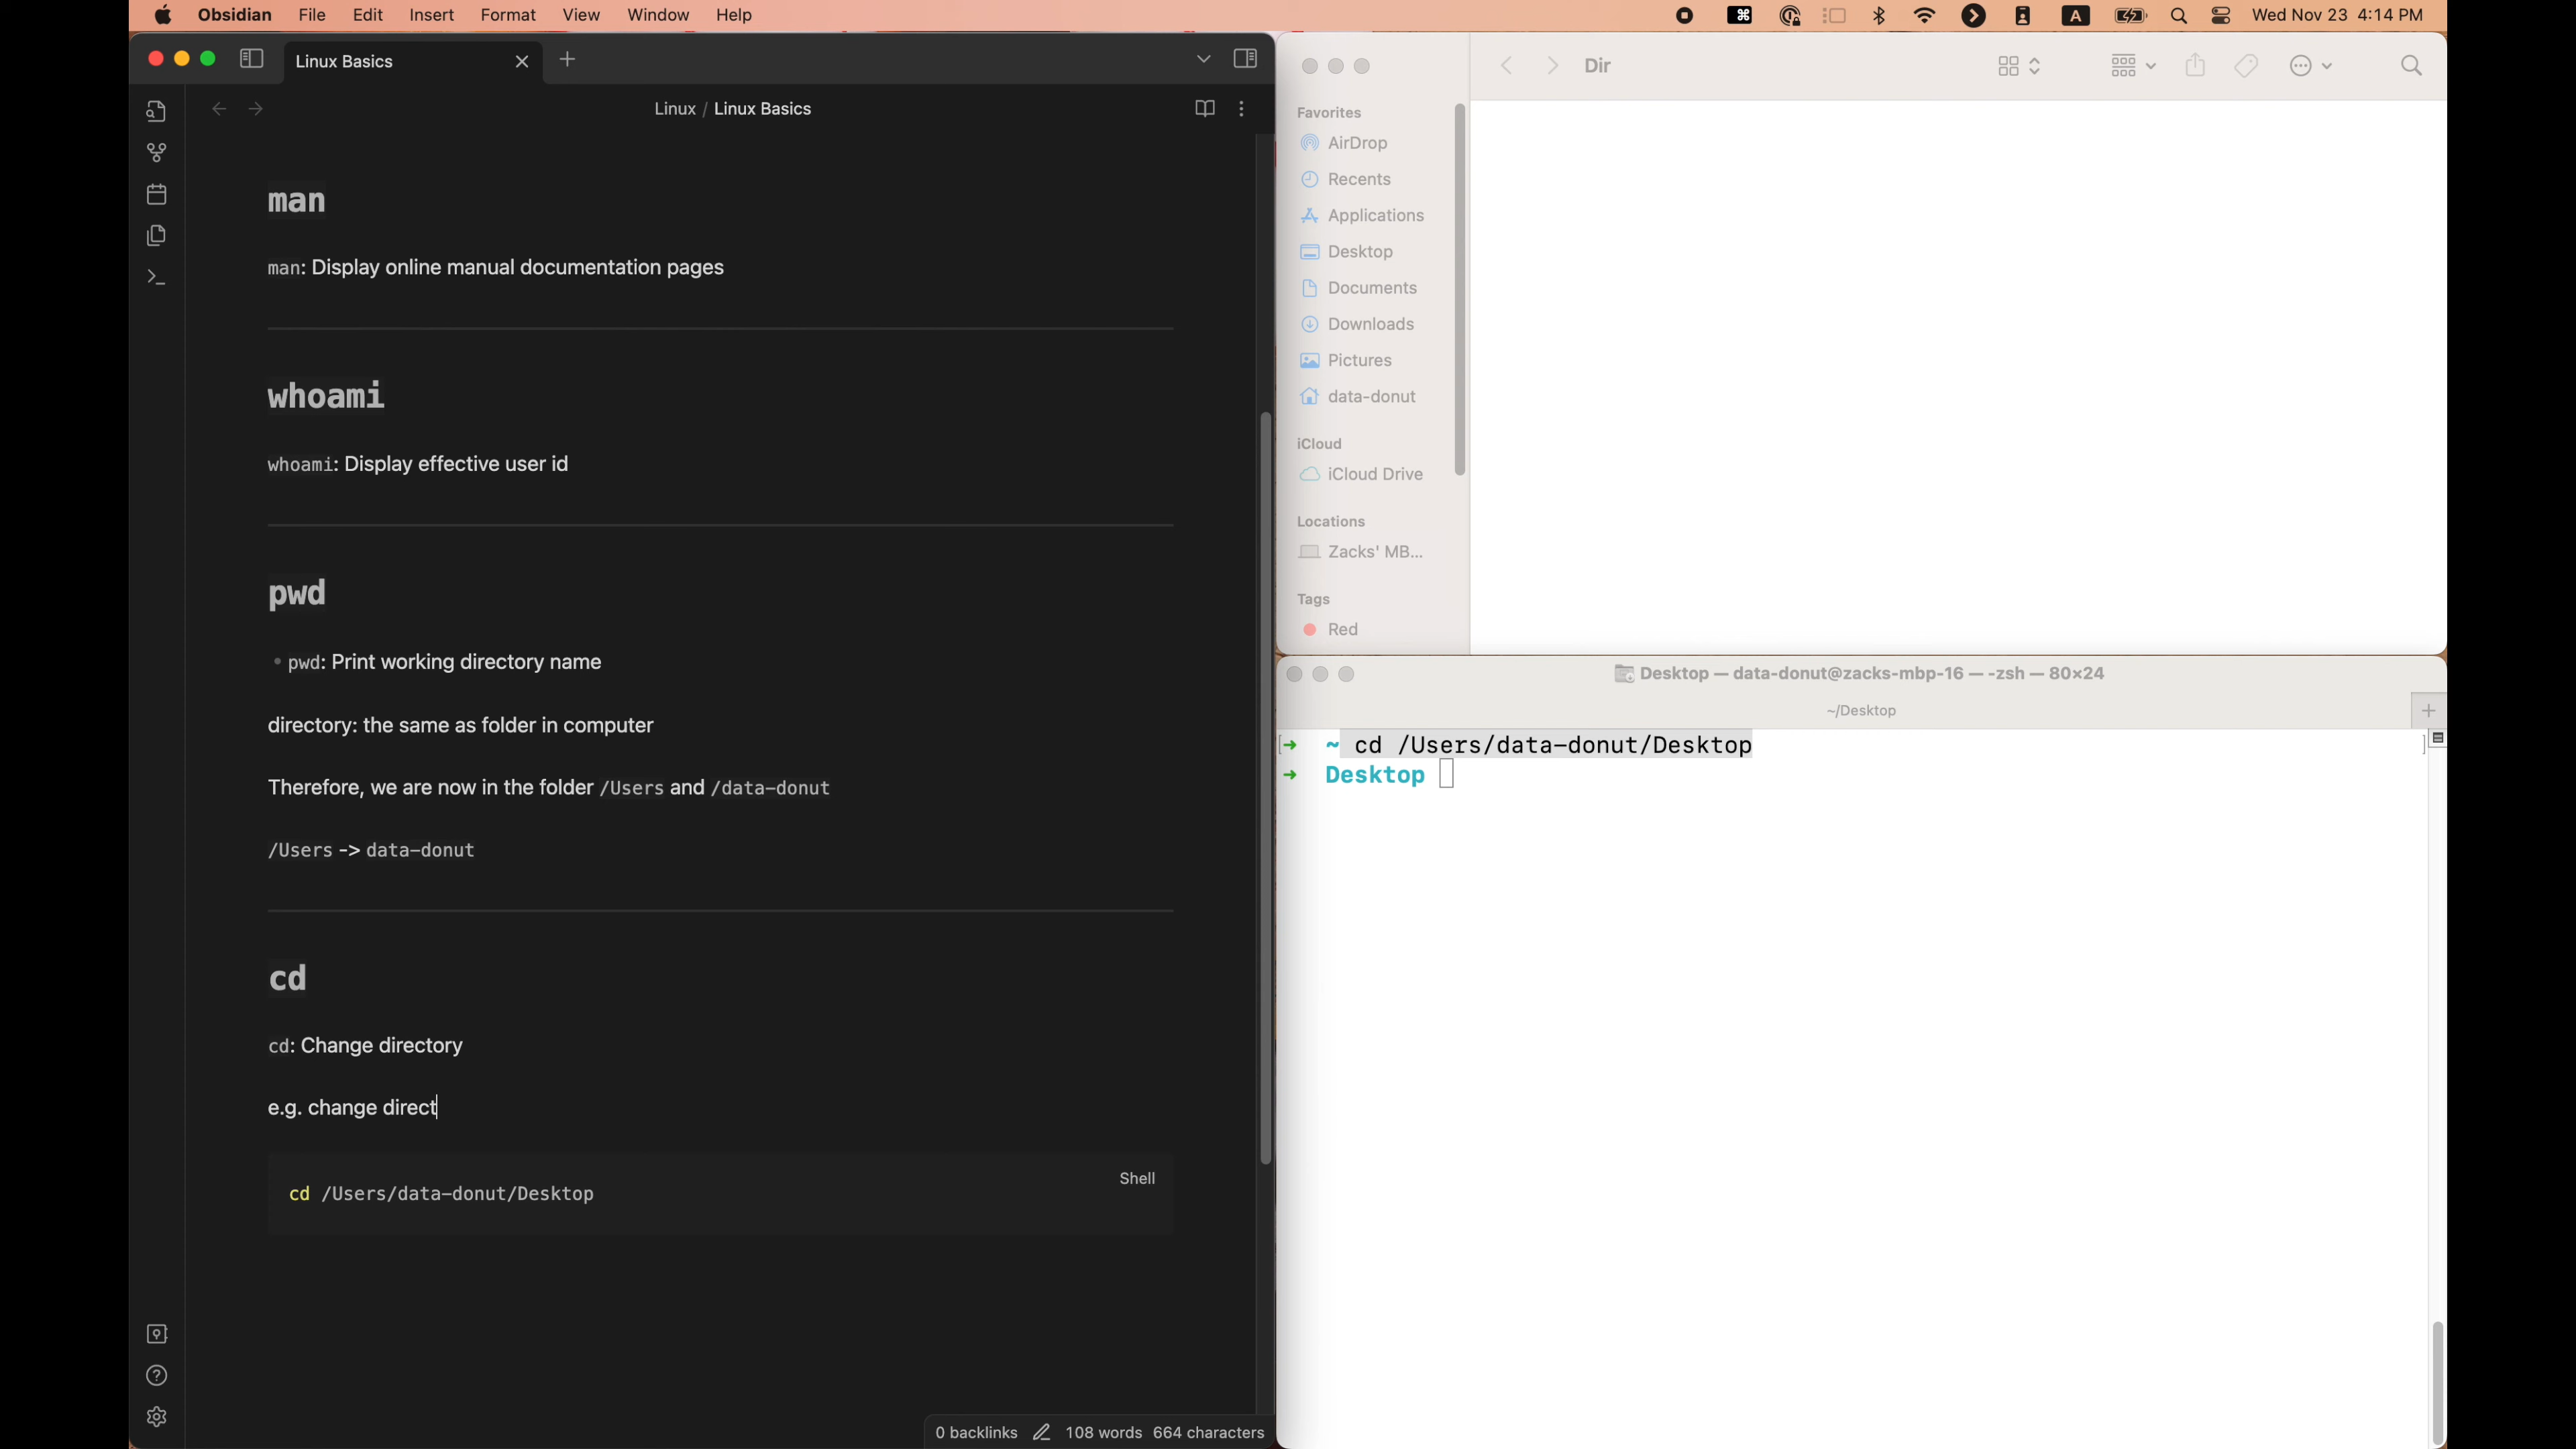 Obsidian File Edit Insert Format View Window Help
A
Wed Nov 23 4:14 PM
Linux Basics
Linux / Linux Basics
man
man: Display online manual documentation pages
whoami
whoami: Display effective user id
pwd
pwd: Print working directory name
directory: the same as folder in computer
Therefore, we are now in the folder /Users and /data-donut
/Users -> data-donut
cd
cd: Change directory
e.g. change direct
Shell
cd /Users/data-donut/Desktop
0 backlinks 108 words 664 characters
Dir
Favorites
AirDrop
Recents
Applications
Desktop
Documents
Downloads
Pictures
data-donut
iCloud
iCloud Drive
Locations
Zacks' MB...
Tags
Red
Desktop — data-donut@zacks-mbp-16 — -zsh — 80×24
~/Desktop
[➜ ~ cd /Users/data-donut/Desktop ]
➜ Desktop